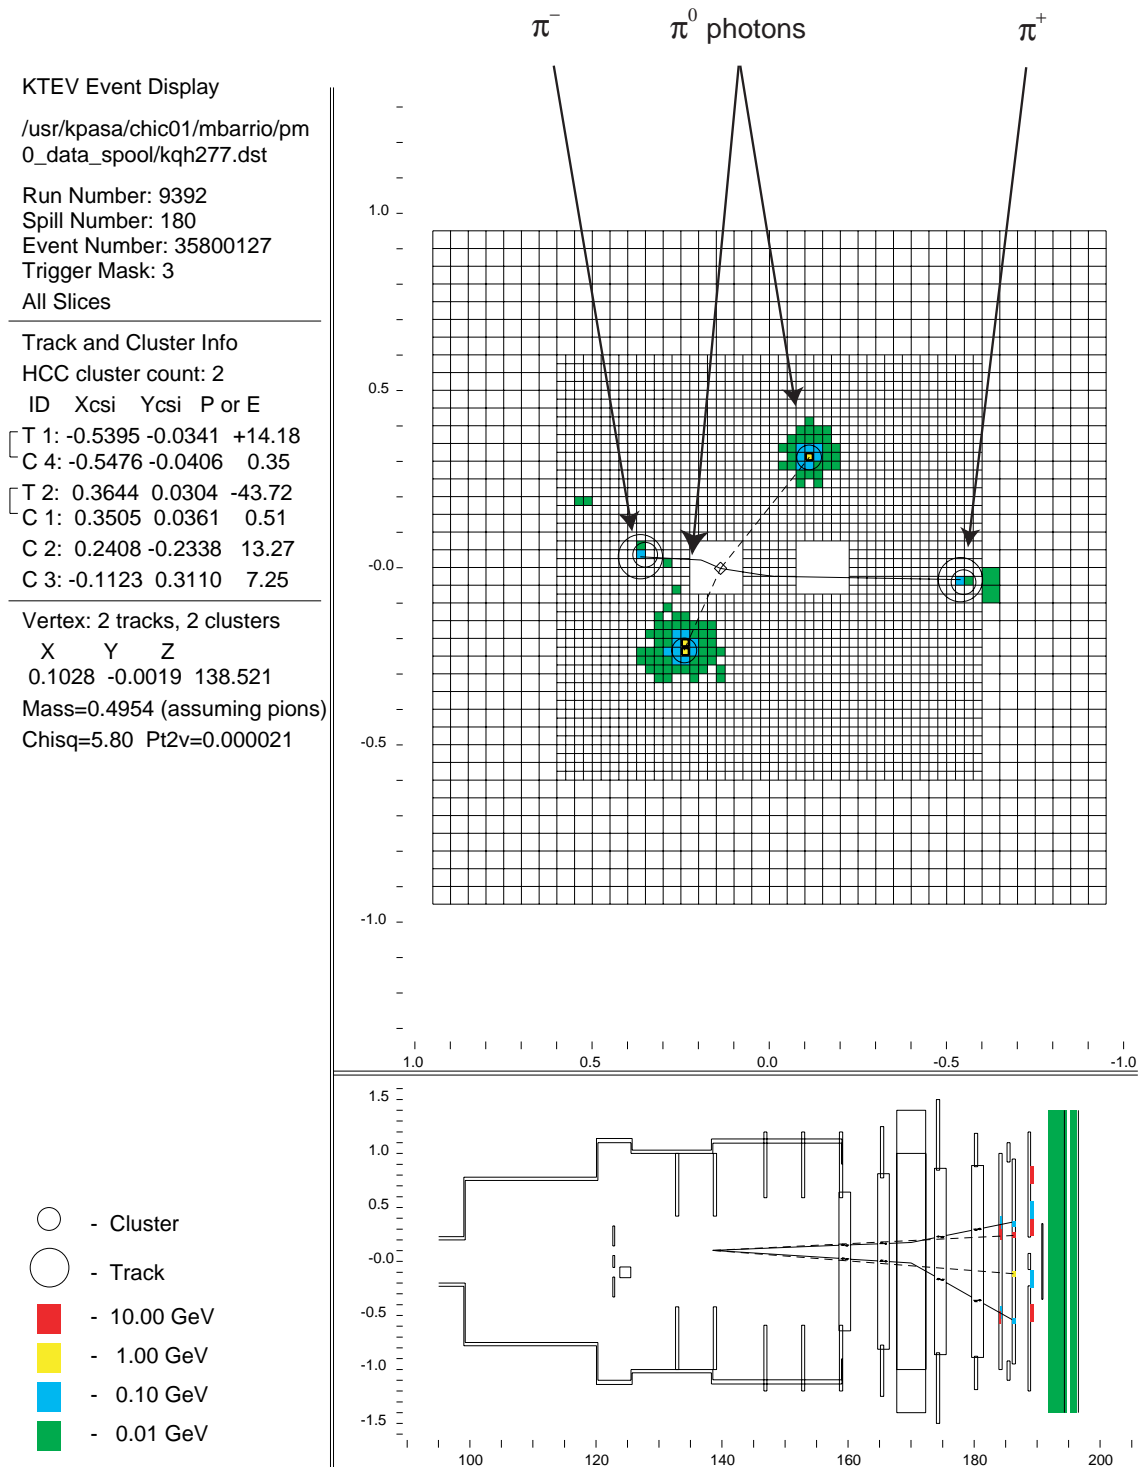 π⁻ π⁰ photons π⁺
KTEV Event Display
/usr/kpasa/chic01/mbarrio/pm
0_data_spool/kqh277.dst
Run Number: 9392
Spill Number: 180
Event Number: 35800127
Trigger Mask: 3
All Slices
Track and Cluster Info
HCC cluster count: 2
ID Xcsi Ycsi P or E
T 1: -0.5395 -0.0341 +14.18
C 4: -0.5476 -0.0406 0.35
T 2: 0.3644 0.0304 -43.72
C 1: 0.3505 0.0361 0.51
C 2: 0.2408 -0.2338 13.27
C 3: -0.1123 0.3110 7.25
Vertex: 2 tracks, 2 clusters
X Y Z
0.1028 -0.0019 138.521
Mass=0.4954 (assuming pions)
Chisq=5.80 Pt2v=0.000021
1.0
0.5
-0.0
-0.5
-1.0
1.0 0.5 0.0 -0.5 -1.0
- Cluster
- Track
- 10.00 GeV
- 1.00 GeV
- 0.10 GeV
- 0.01 GeV
1.5
1.0
0.5
-0.0
-0.5
-1.0
-1.5
100 120 140 160 180 200